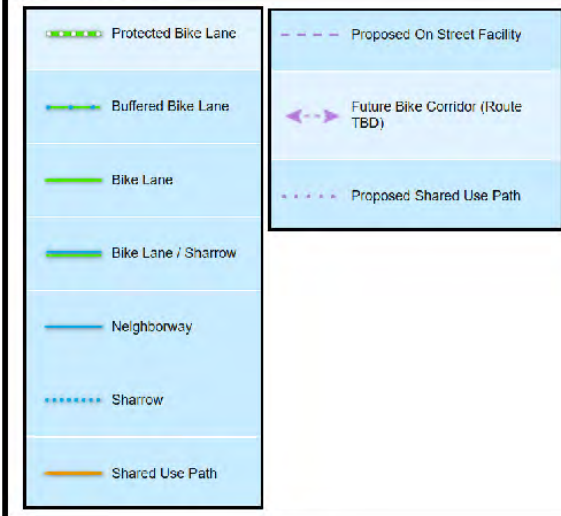 Protected Bike Lane
Buffered Bike Lane
Bike Lane
Bike Lane / Sharrow
Neighborway
Sharrow
Shared Use Path
Proposed On Street Facility
Future Bike Corridor (Route
TBD)
Proposed Shared Use Path